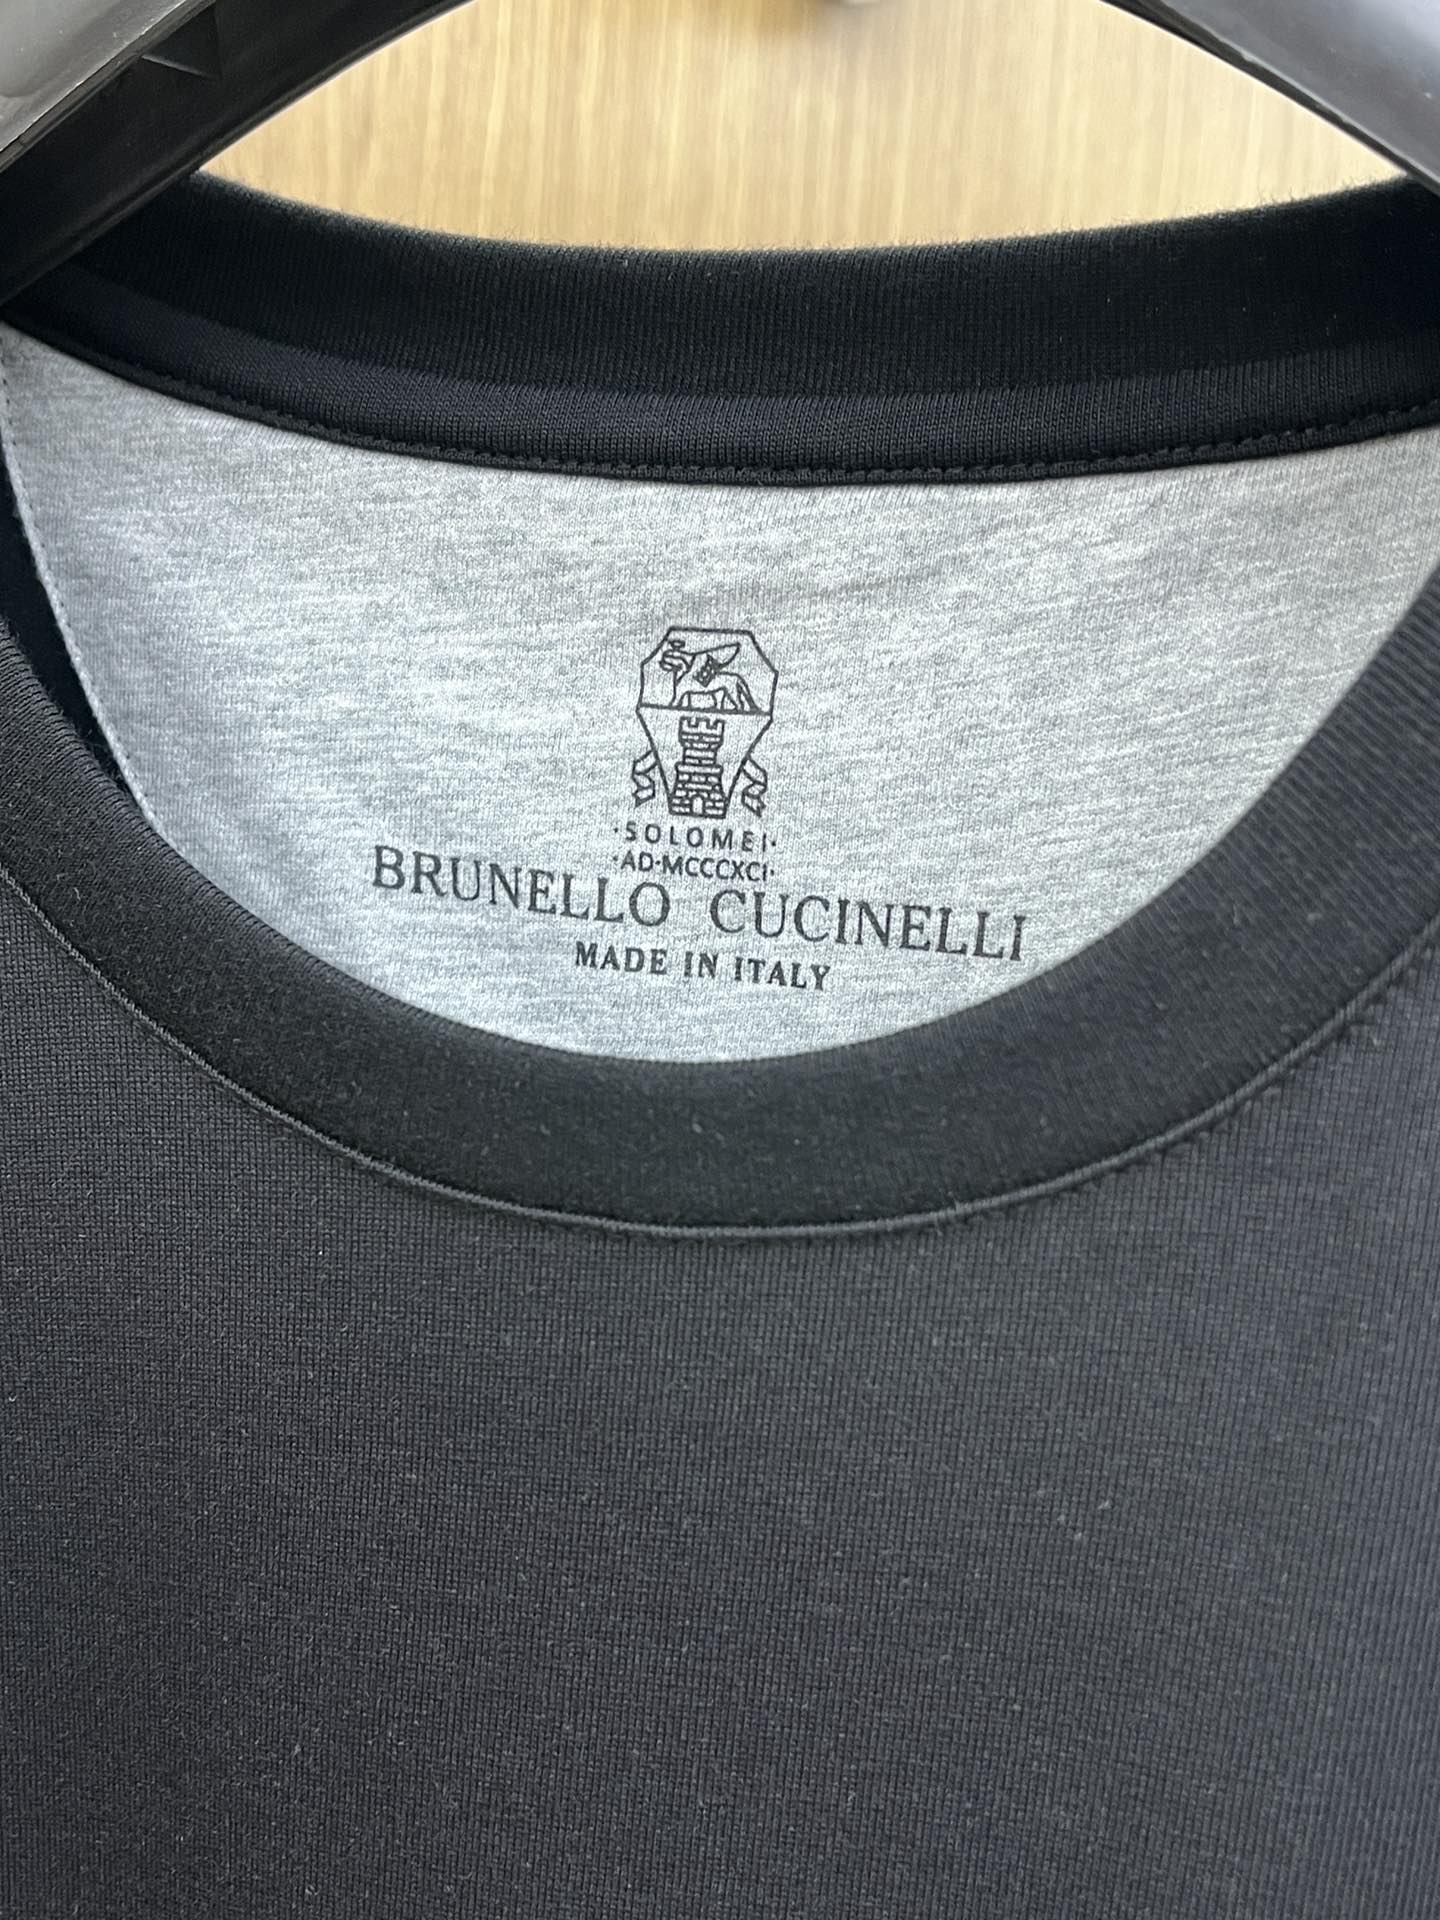 ·SOLOMEI·
·AD·MCCCXCI·
BRUNELLO CUCINELLI
MADE IN ITALY